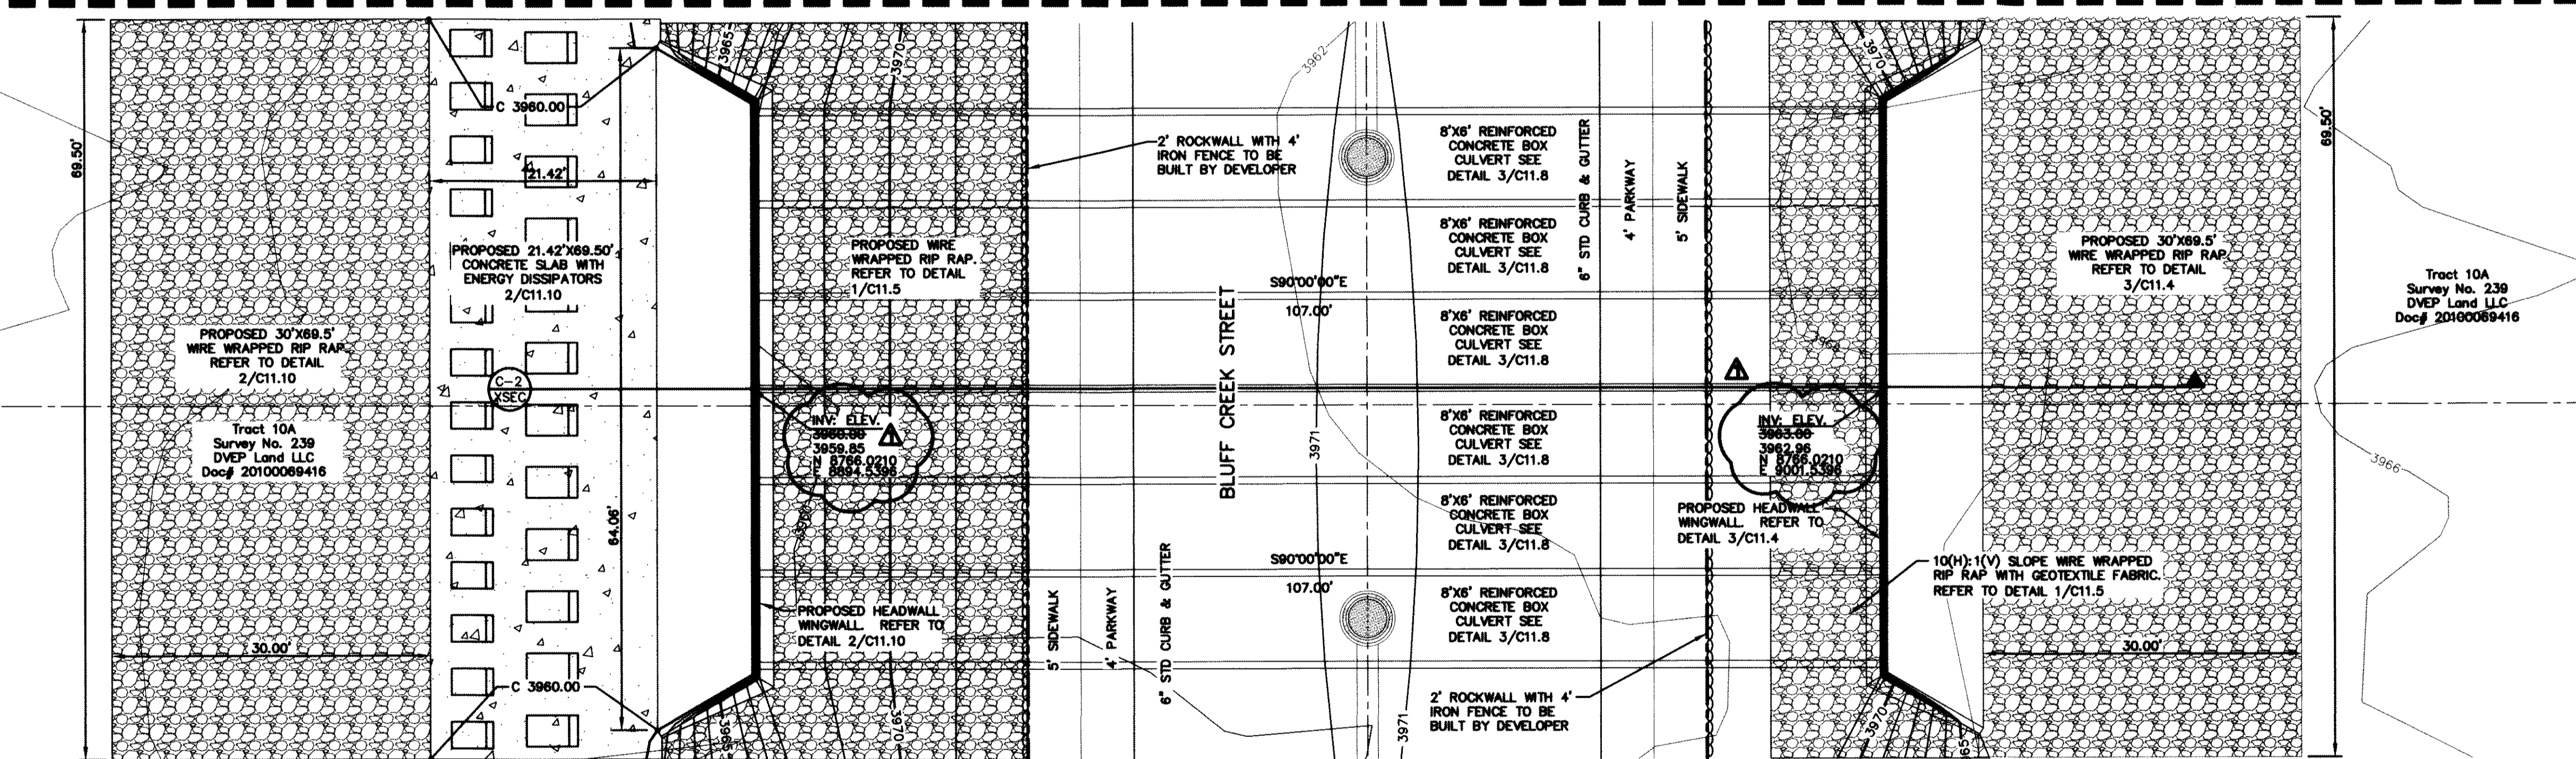 69.50'
PROPOSED 30'X69.5'
WIRE WRAPPED RIP RAP.
REFER TO DETAIL
2/C11.10
Tract 10A
Survey No. 239
DVEP Land LLC
Doc# 20100069416
30.00'
C 3960.00
21.42'
PROPOSED 21.42'X69.50'
CONCRETE SLAB WITH
ENERGY DISSIPATORS
2/C11.10
C-2
XSEC
64.06'
C 3960.00
3965
3970
PROPOSED WIRE
WRAPPED RIP RAP.
REFER TO DETAIL
1/C11.5
INV: ELEV.
3960.00
3959.85
N 8766.0210
E 8894.5396
PROPOSED HEADWALL
WINGWALL. REFER TO
DETAIL 2/C11.10
3965
3970
2' ROCKWALL WITH 4'
IRON FENCE TO BE
BUILT BY DEVELOPER
5' SIDEWALK
4' PARKWAY
6" STD CURB & GUTTER
BLUFF CREEK STREET
3962
S90°00'00"E
107.00'
3971
S90°00'00"E
107.00'
3971
8'X6' REINFORCED
CONCRETE BOX
CULVERT SEE
DETAIL 3/C11.8
8'X6' REINFORCED
CONCRETE BOX
CULVERT SEE
DETAIL 3/C11.8
8'X6' REINFORCED
CONCRETE BOX
CULVERT SEE
DETAIL 3/C11.8
8'X6' REINFORCED
CONCRETE BOX
CULVERT SEE
DETAIL 3/C11.8
8'X6' REINFORCED
CONCRETE BOX
CULVERT SEE
DETAIL 3/C11.8
8'X6' REINFORCED
CONCRETE BOX
CULVERT SEE
DETAIL 3/C11.8
6" STD CURB & GUTTER
4' PARKWAY
5' SIDEWALK
2' ROCKWALL WITH 4'
IRON FENCE TO BE
BUILT BY DEVELOPER
1
INV: ELEV.
3963.00
3962.96
N 8766.0210
E 9001.5396
PROPOSED HEADWALL
WINGWALL. REFER TO
DETAIL 3/C11.4
3970
10(H):1(V) SLOPE WIRE WRAPPED
RIP RAP WITH GEOTEXTILE FABRIC.
REFER TO DETAIL 1/C11.5
3970
PROPOSED 30'X69.5'
WIRE WRAPPED RIP RAP
REFER TO DETAIL
3/C11.4
30.00'
69.50'
Tract 10A
Survey No. 239
DVEP Land LLC
Doc# 20100069416
3966